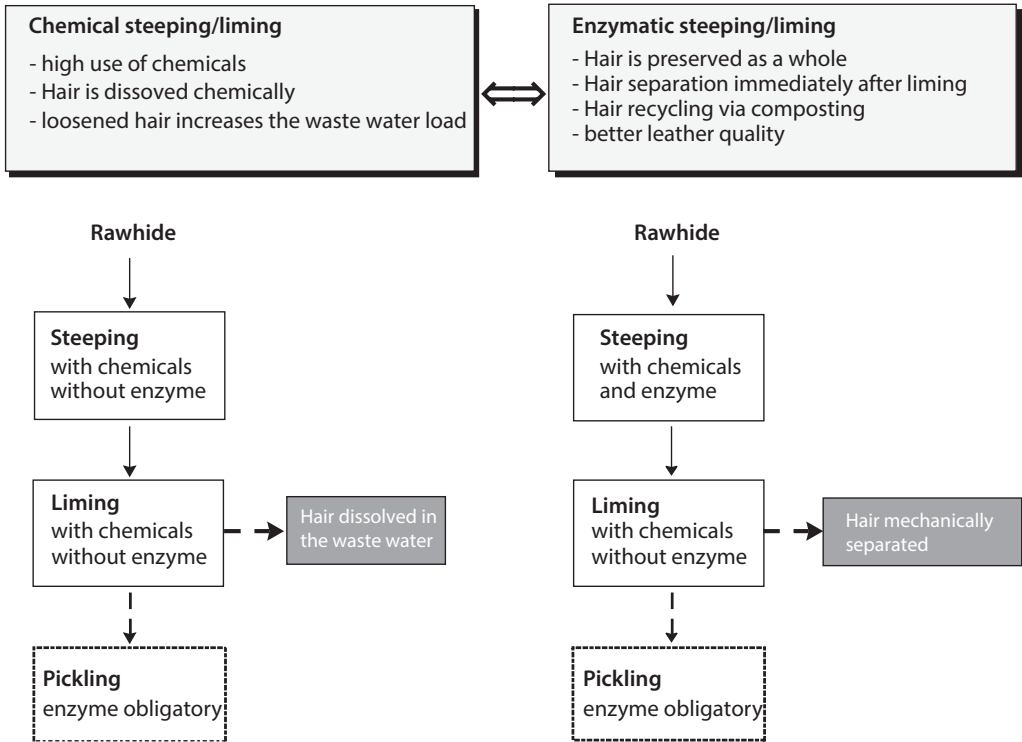 Chemical steeping/liming
- high use of chemicals
- Hair is dissoved chemically
- loosened hair increases the waste water load
Enzymatic steeping/liming
- Hair is preserved as a whole
- Hair separation immediately after liming
- Hair recycling via composting
- better leather quality
Rawhide
Steeping
with chemicals
without enzyme
Liming
with chemicals
without enzyme
Hair dissolved in
the waste water
Pickling
enzyme obligatory
Rawhide
Steeping
with chemicals
and enzyme
Liming
with chemicals
without enzyme
Hair mechanically
separated
Pickling
enzyme obligatory